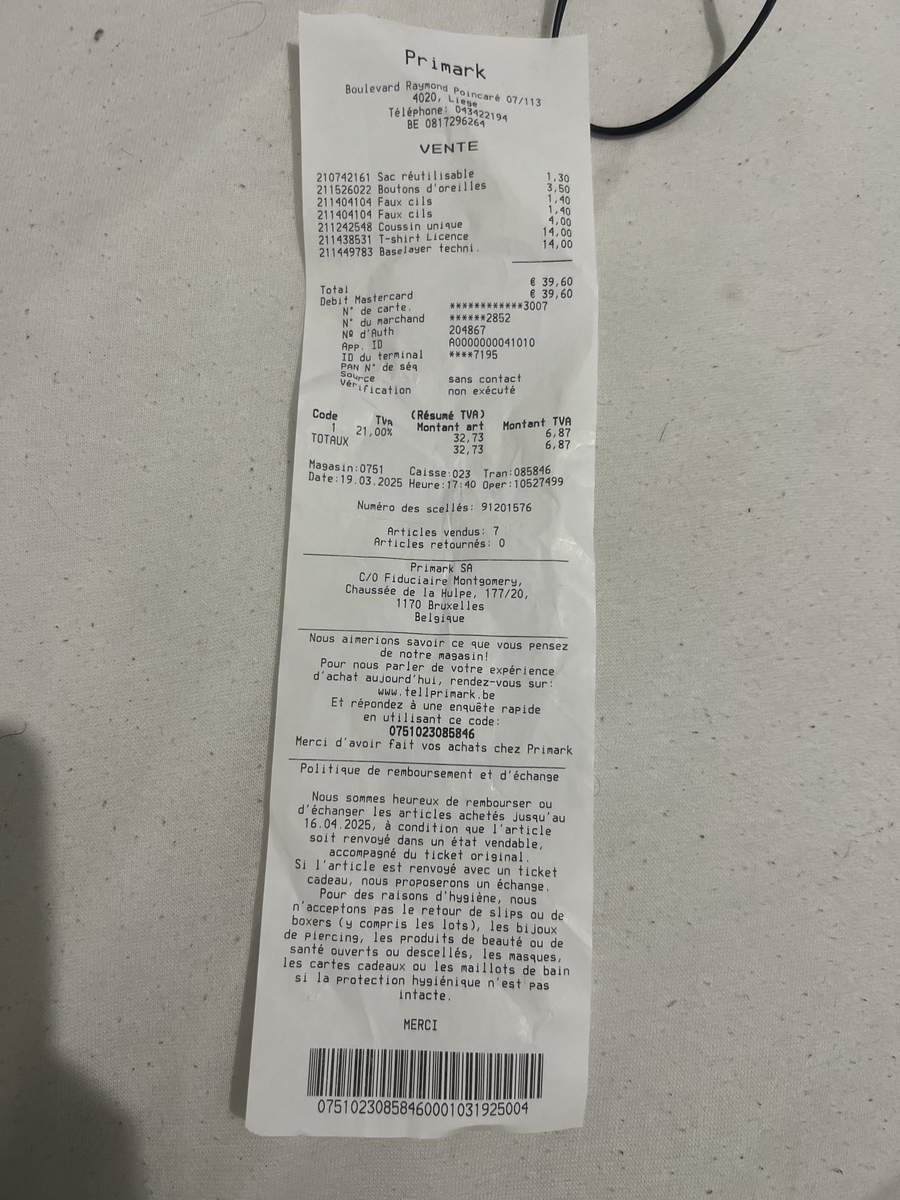 Primark
Boulevard Raymond Poincaré 07/113
4020, Liege
Téléphone: 043422194
BE 0817296264
VENTE
210742161 Sac réutilisable 1,30
211526022 Boutons d'oreilles 3,50
211404104 Faux cils 1,40
211404104 Faux cils 1,40
211242548 Coussin unique 4,00
211438531 T-shirt Licence 14,00
211449783 Baselayer techni. 14,00
Total € 39,60
Debit Mastercard € 39,60
N° de carte. ************3007
N° du marchand ******2852
Nº d'Auth 204867
App. ID A0000000041010
ID du terminal ****7195
PAN N° de séq
Source sans contact
Vérification non exécuté
(Résumé TVA)
Code TVA Montant art Montant TVA
1 21,00% 32,73 6,87
TOTAUX 32,73 6,87
Magasin:0751 Caisse:023 Tran:085846
Date:19.03.2025 Heure:17:40 Oper:10527499
Numéro des scellés: 91201576
Articles vendus: 7
Articles retournés: 0
Primark SA
C/O Fiduciaire Montgomery,
Chaussée de la Hulpe, 177/20,
1170 Bruxelles
Belgique
Nous aimerions savoir ce que vous pensez
de notre magasin!
Pour nous parler de votre expérience
d'achat aujourd'hui, rendez-vous sur:
www.tellprimark.be
Et répondez à une enquête rapide
en utilisant ce code:
0751023085846
Merci d'avoir fait vos achats chez Primark
Politique de remboursement et d'échange
Nous sommes heureux de rembourser ou
d'échanger les articles achetés jusqu'au
16.04.2025, à condition que l'article
soit renvoyé dans un état vendable,
accompagné du ticket original.
Si l'article est renvoyé avec un ticket
cadeau, nous proposerons un échange.
Pour des raisons d'hygiène, nous
n'acceptons pas le retour de slips ou de
boxers (y compris les lots), les bijoux
de piercing, les produits de beauté ou de
santé ouverts ou descellés, les masques,
les cartes cadeaux ou les maillots de bain
si la protection hygiénique n'est pas
intacte.
MERCI
07510230858460001031925004